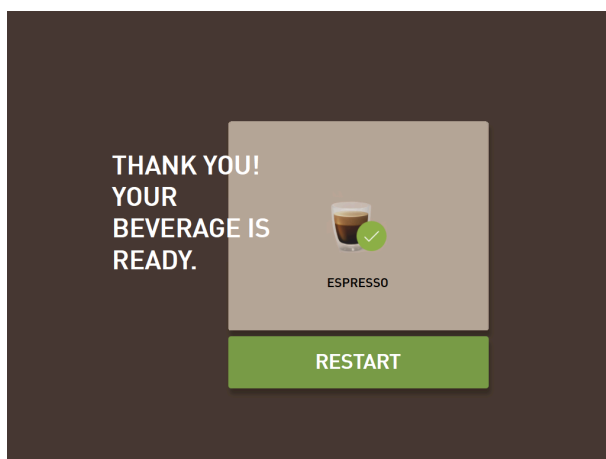 THANK YOU!
YOUR
BEVERAGE IS
READY.
ESPRESSO
RESTART